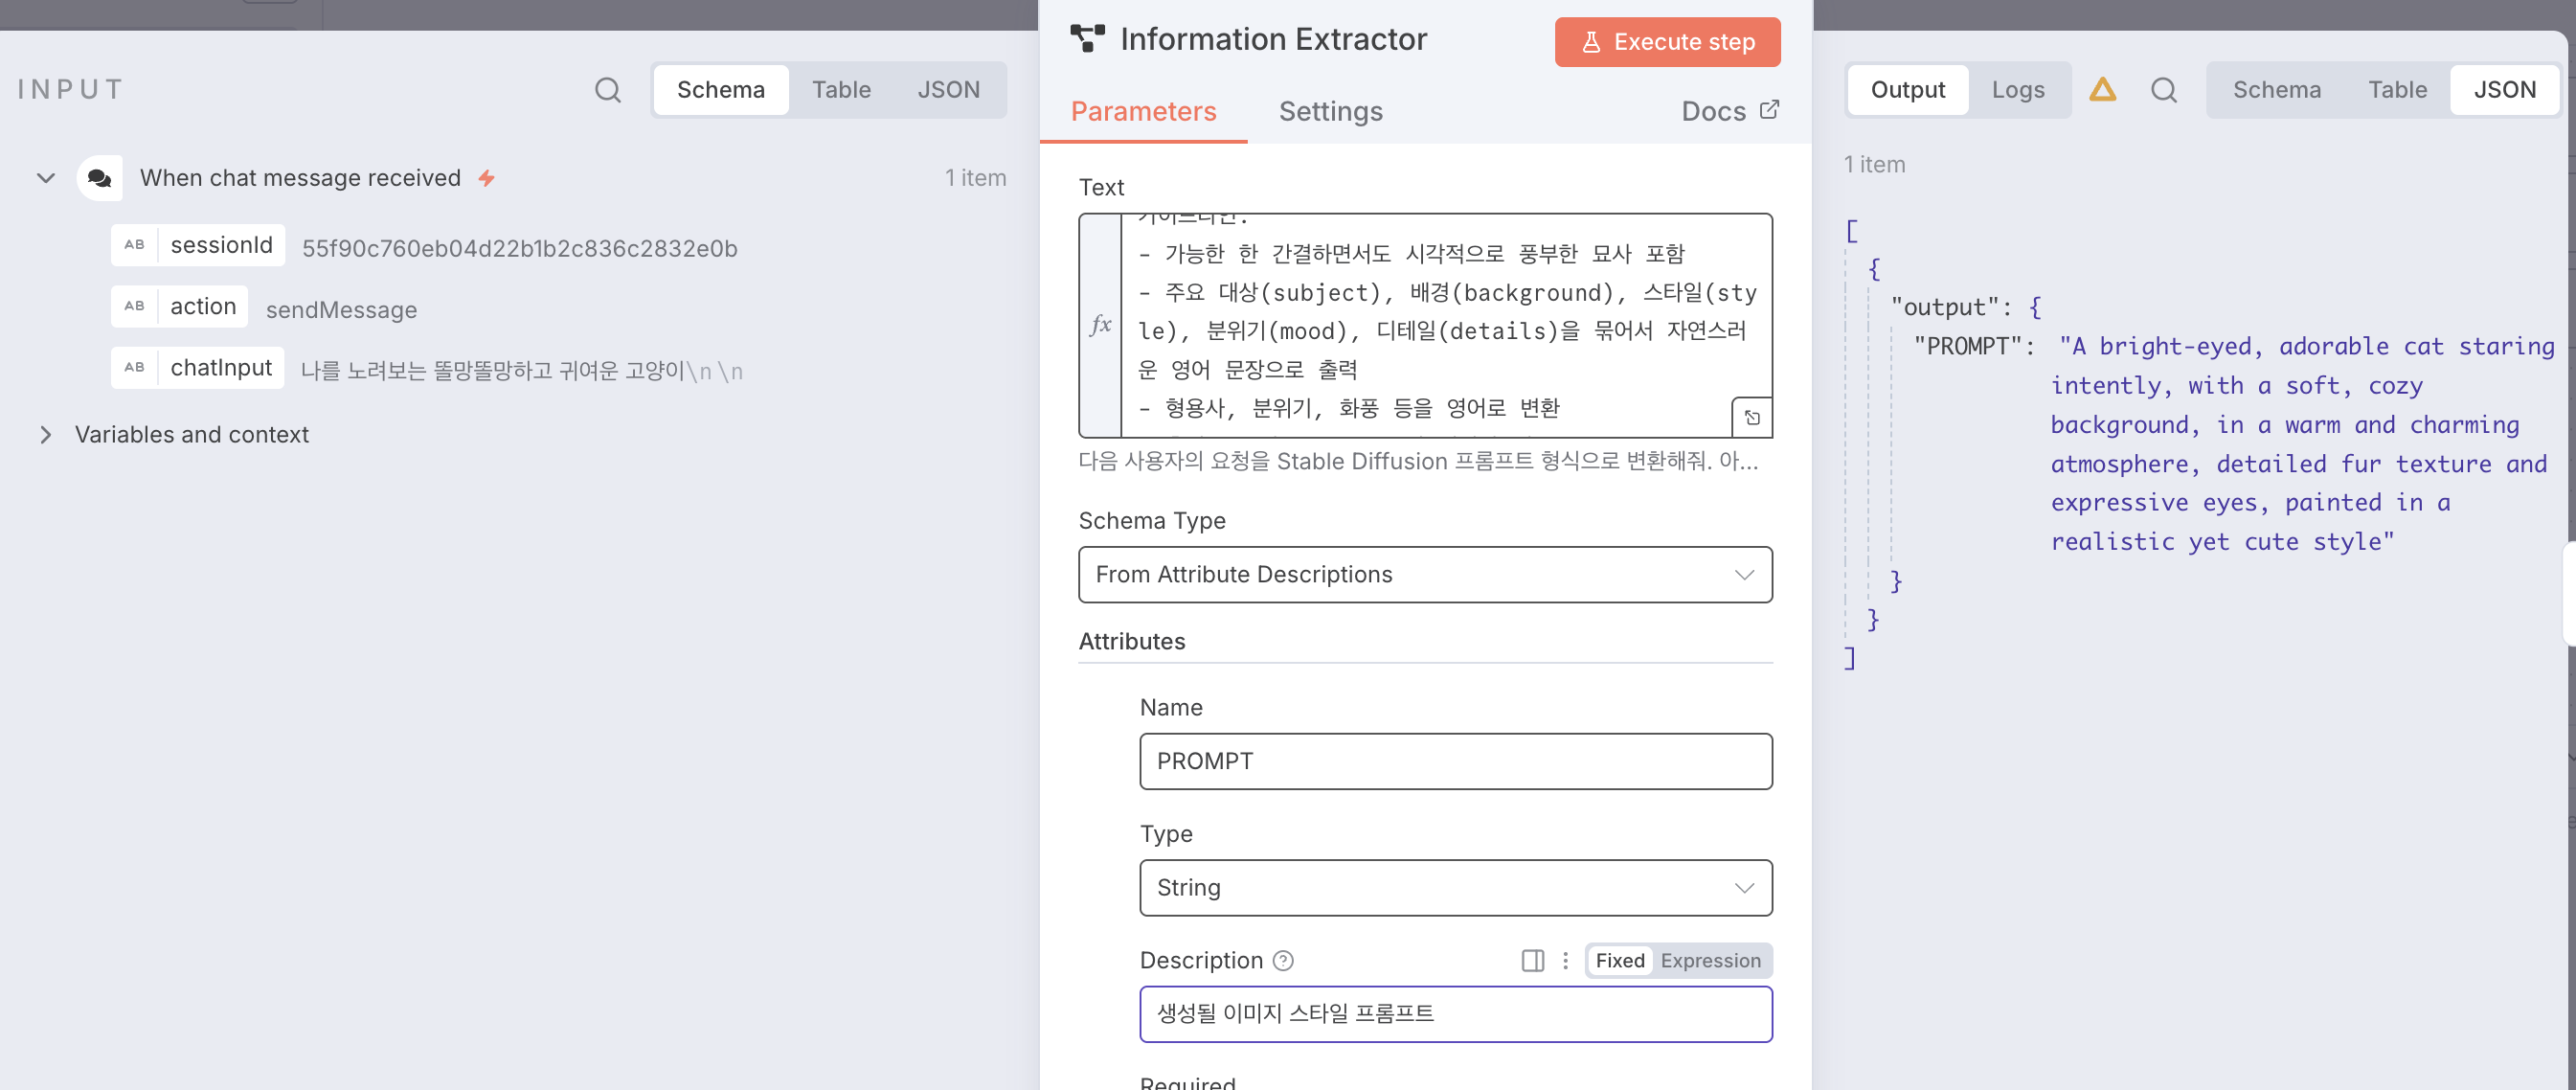 INPUT
Schema
Table
JSON
When chat message received
1 item
AB sessionId 55f90c760eb04d22b1b2c836c2832e0b
AB action sendMessage
AB chatInput 나를 노려보는 똘망똘망하고 귀여운 고양이\n \n
Variables and context
Information Extractor
Execute step
Parameters
Settings
Docs
Text
fx
가이드라인:
- 가능한 한 간결하면서도 시각적으로 풍부한 묘사 포함
- 주요 대상(subject), 배경(background), 스타일(sty
le), 분위기(mood), 디테일(details)을 묶어서 자연스러
운 영어 문장으로 출력
- 형용사, 분위기, 화풍 등을 영어로 변환
다음 사용자의 요청을 Stable Diffusion 프롬프트 형식으로 변환해줘. 아...
Schema Type
From Attribute Descriptions
Attributes
Name
PROMPT
Type
String
Description
Fixed
Expression
생성될 이미지 스타일 프롬프트
Required
Output
Logs
Schema
Table
JSON
1 item
[
{
"output": {
"PROMPT": "A bright-eyed, adorable cat staring
intently, with a soft, cozy
background, in a warm and charming
atmosphere, detailed fur texture and
expressive eyes, painted in a
realistic yet cute style"
}
}
]